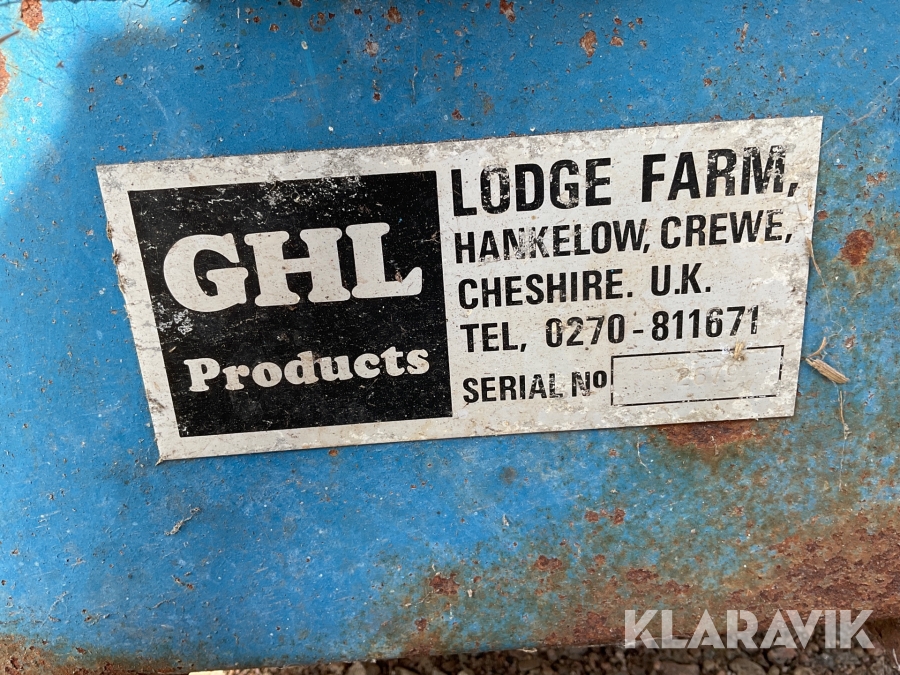 GHL
Products
LODGE FARM,
HANKELOW, CREWE,
CHESHIRE. U.K.
TEL, 0270-811671
SERIAL Nº
KLARAVIK